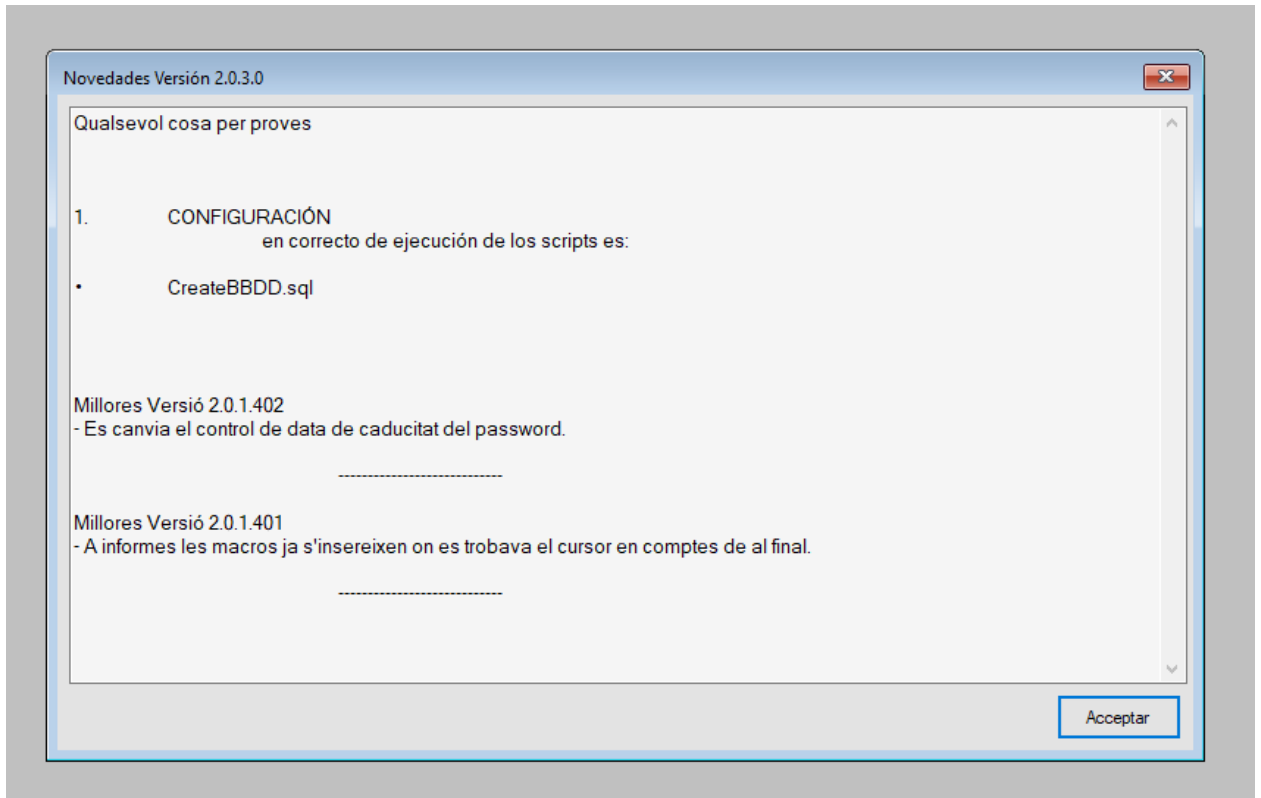 Novedades Versión 2.0.3.0
Qualsevol cosa per proves
1. CONFIGURACIÓN
en correcto de ejecución de los scripts es:
• CreateBBDD.sql
Millores Versió 2.0.1.402
- Es canvia el control de data de caducitat del password.
----------------------------
Millores Versió 2.0.1.401
- A informes les macros ja s'insereixen on es trobava el cursor en comptes de al final.
----------------------------
Acceptar